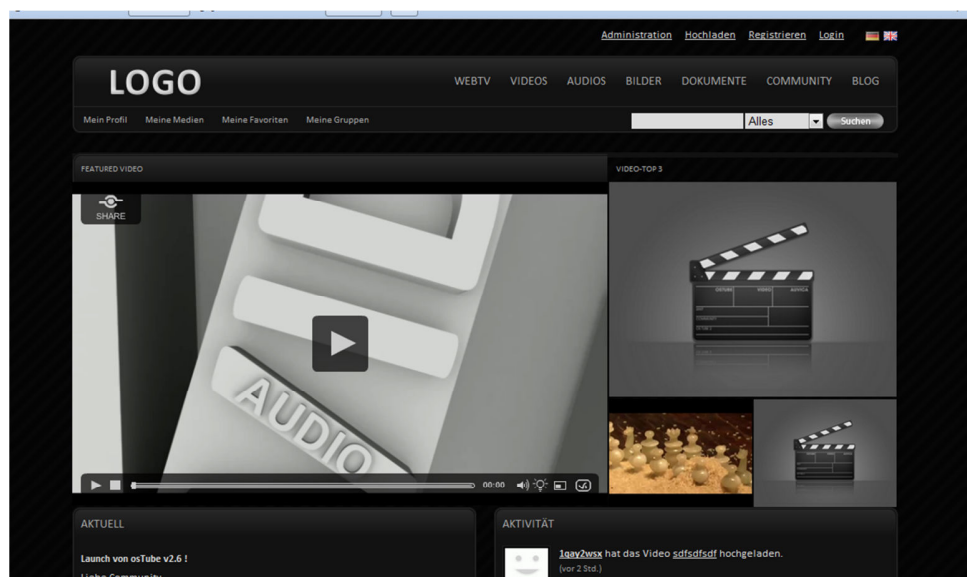 Administration Hochladen Registrieren Login
LOGO
WEBTV VIDEOS AUDIOS BILDER DOKUMENTE COMMUNITY BLOG
Mein Profil Meine Medien Meine Favoriten Meine Gruppen
Alles Suchen
FEATURED VIDEO
VIDEO-TOP 3
SHARE
AUDIO
00:00
AKTUELL
AKTIVITÄT
Launch von osTube v2.6 !
1qay2wsx hat das Video sdfsdfsdf hochgeladen.
(vor 2 Std.)